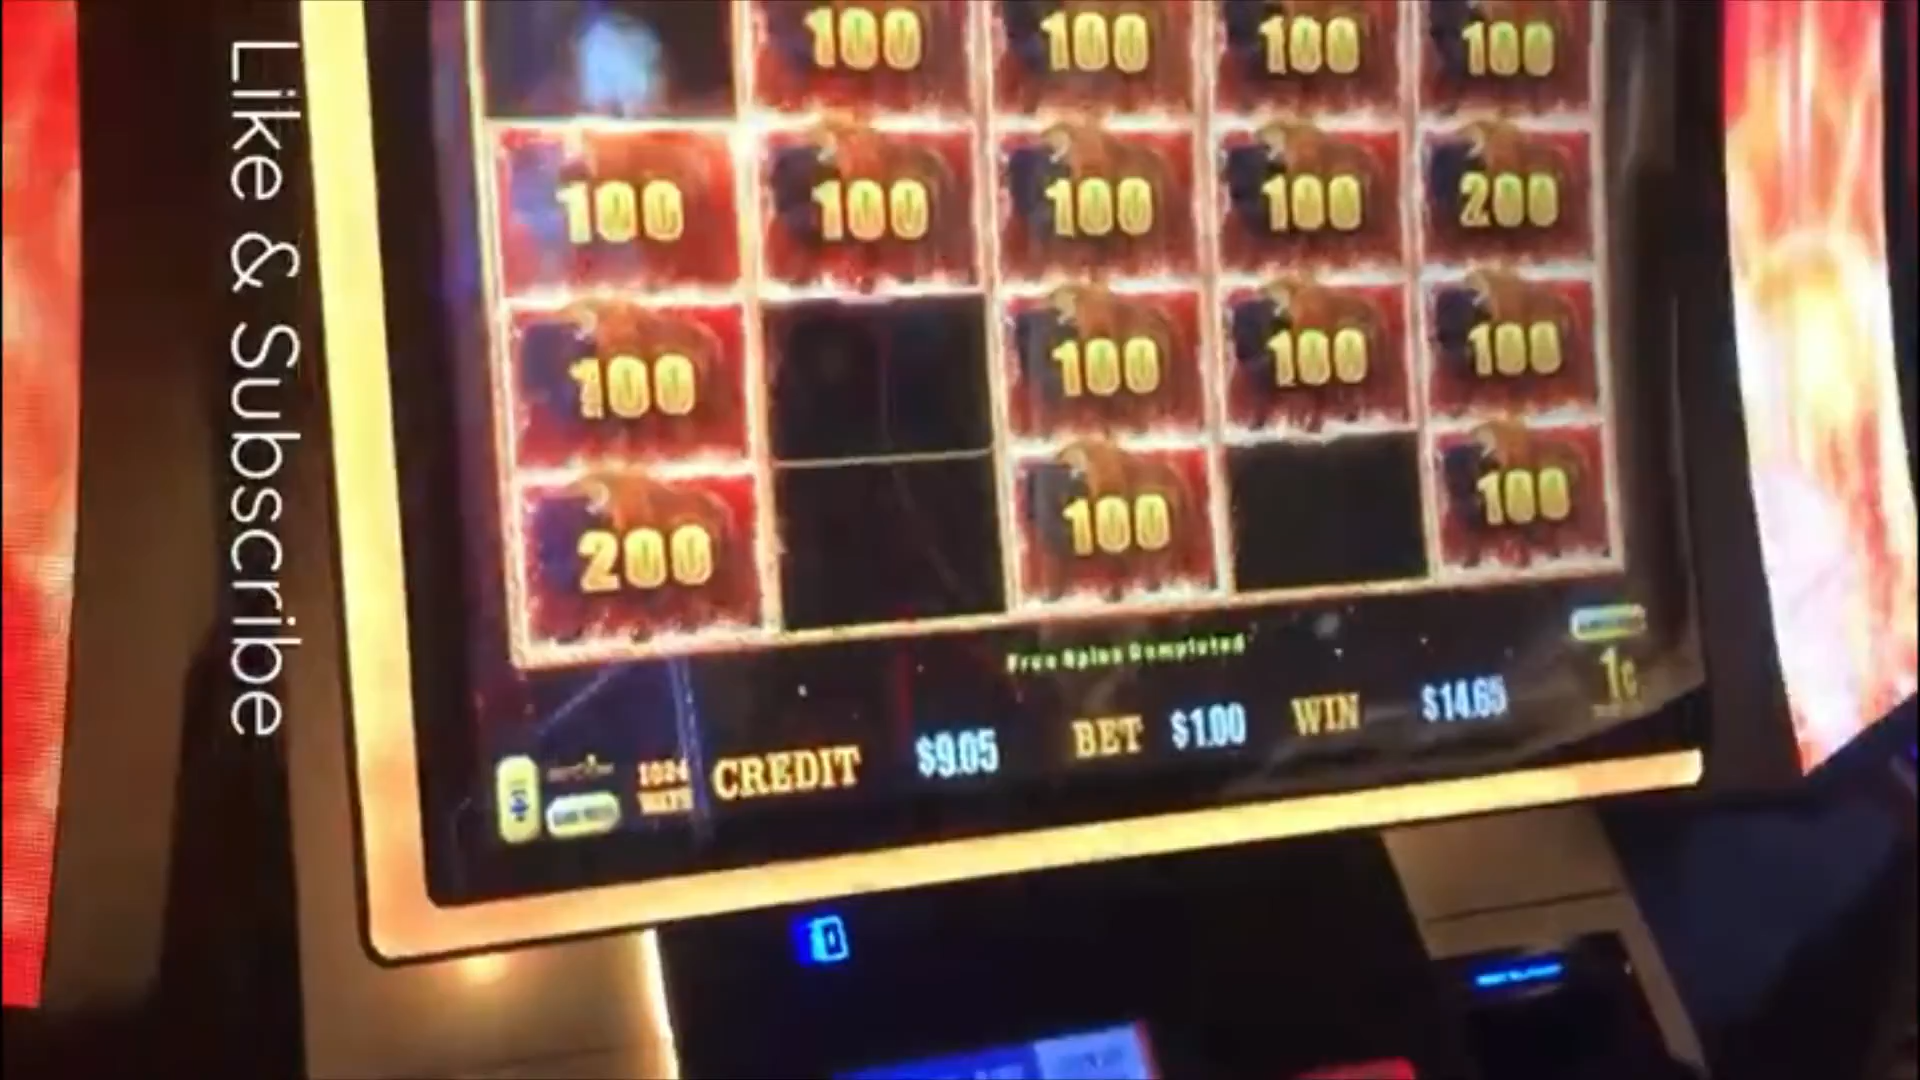 Like & Subscribe
100 100 100 100
100 100 100 100 200
100 100 100 100
200 100 100
Free Spins Completed
1¢
1024 WAYS
CREDIT $9.05 BET $1.00 WIN $14.65